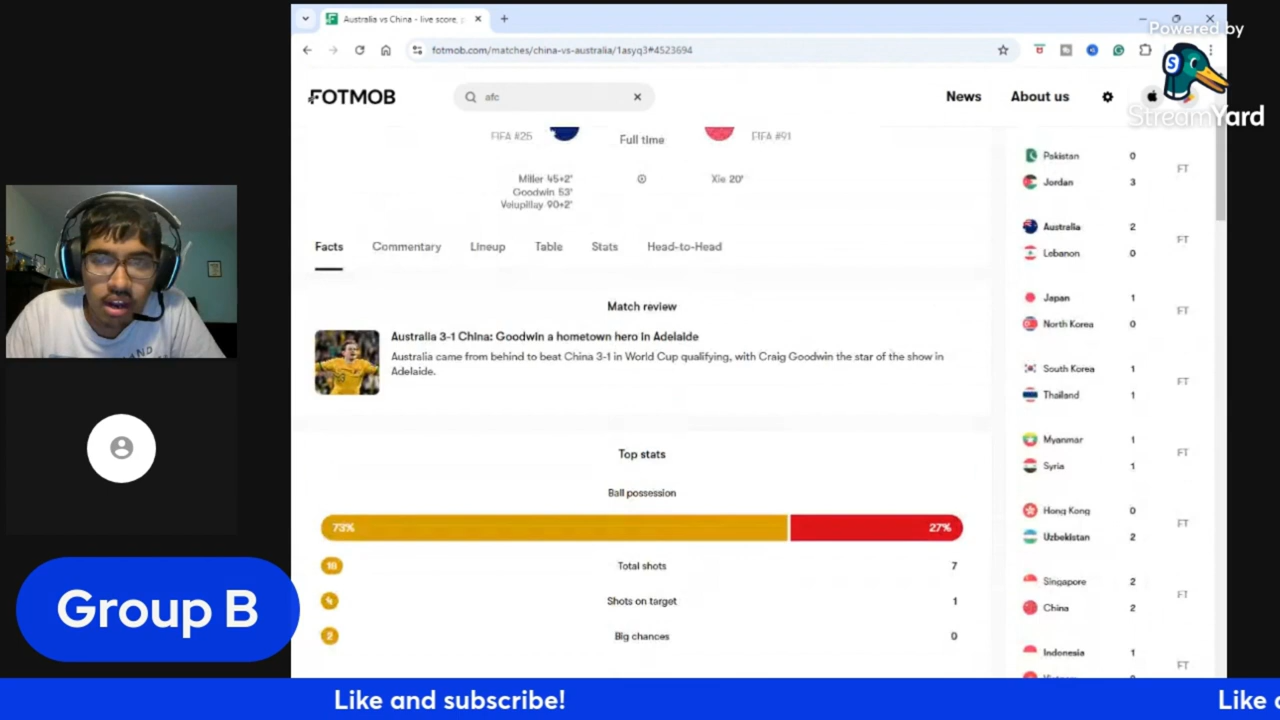 Australia vs China - live score, p
fotmob.com/matches/china-vs-australia/1asyq3#4523694
Powered by
StreamYard
FOTMOB
afc
News
About us
FIFA #25
Full time
FIFA #91
Miller 45+2'
Goodwin 53'
Velupillay 90+2'
Xie 20'
Facts
Commentary
Lineup
Table
Stats
Head-to-Head
Match review
Australia 3-1 China: Goodwin a hometown hero in Adelaide
Australia came from behind to beat China 3-1 in World Cup qualifying, with Craig Goodwin the star of the show in
Adelaide.
Top stats
Ball possession
73%
27%
Total shots
7
Shots on target
1
2
Big chances
0
Pakistan 0
FT
Jordan 3
Australia 2
FT
Lebanon 0
Japan 1
FT
North Korea 0
South Korea 1
FT
Thailand 1
Myanmar 1
FT
Syria 1
Hong Kong 0
FT
Uzbekistan 2
Singapore 2
FT
China 2
Indonesia 1
FT
Group B
Like and subscribe!
Like